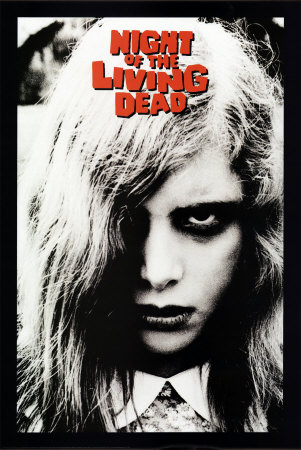 NIGHT
OF THE
LIVING
DEAD